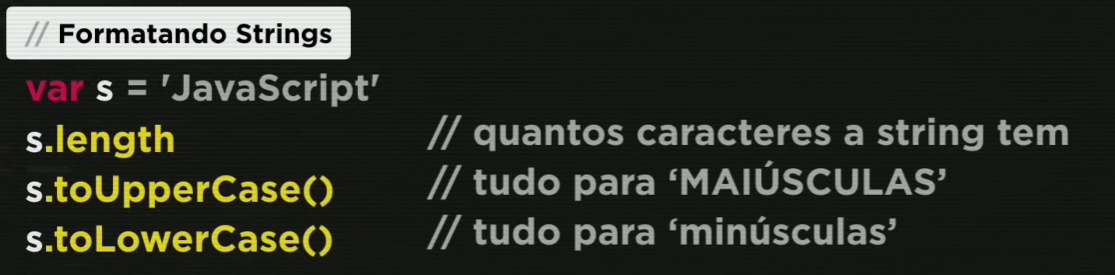 // Formatando Strings
var s = 'JavaScript'
s.length // quantos caracteres a string tem
s.toUpperCase() // tudo para ‘MAIÚSCULAS’
s.toLowerCase() // tudo para ‘minúsculas’